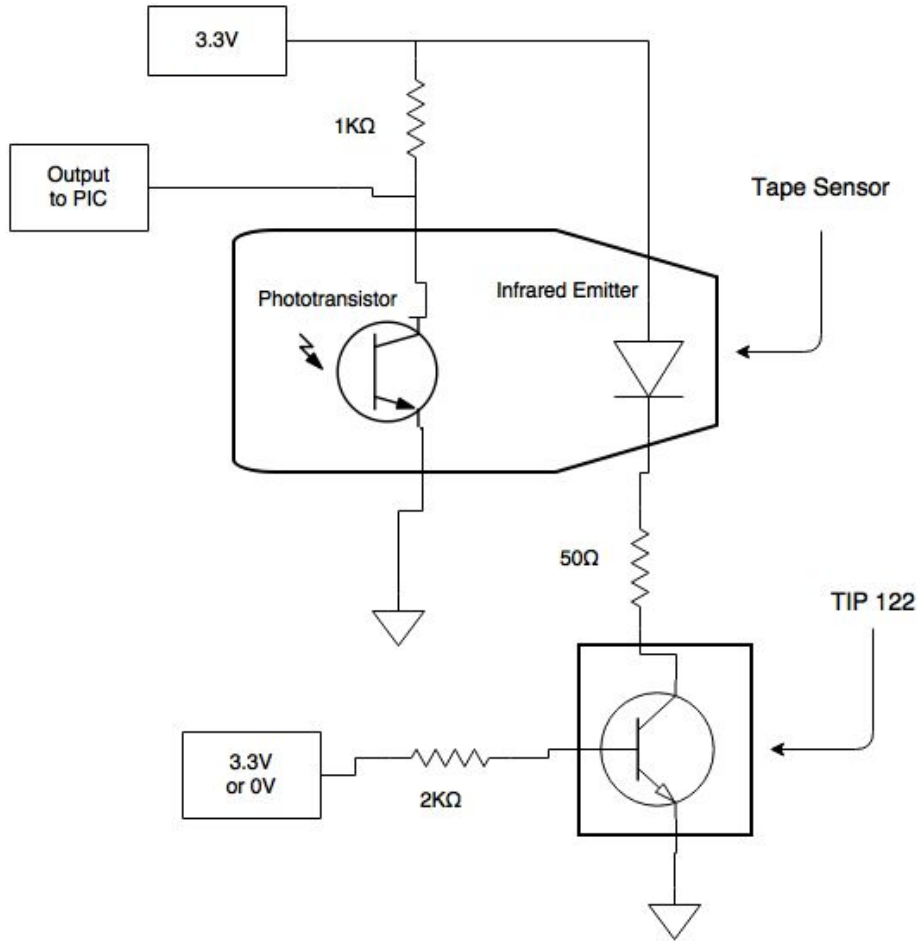 3.3V
1KΩ
Output
to PIC
Tape Sensor
Phototransistor
Infrared Emitter
50Ω
TIP 122
3.3V
or 0V
2KΩ